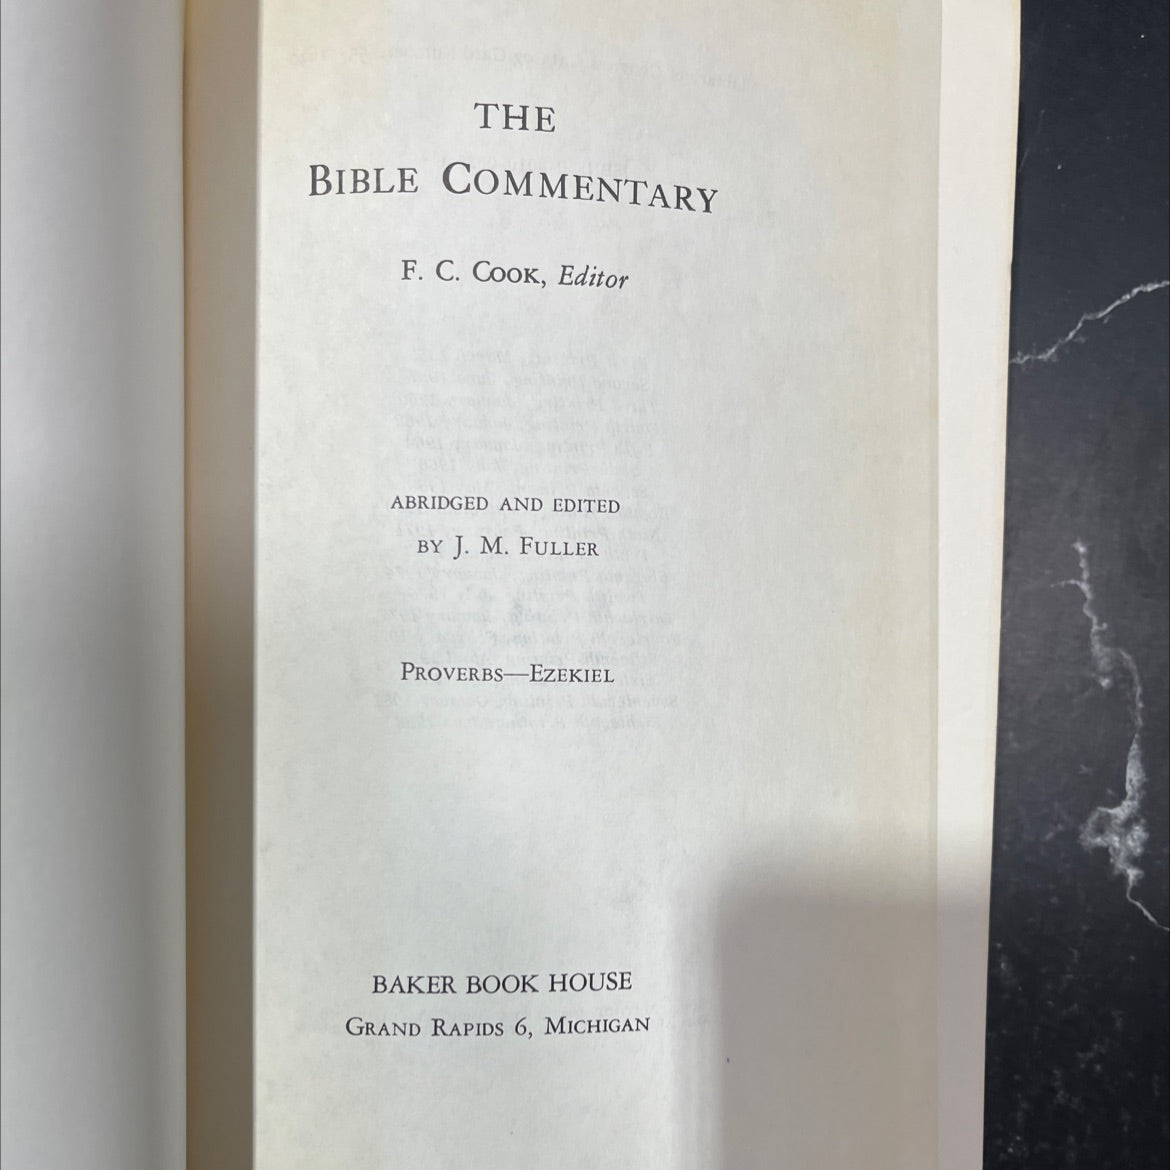 THE
BIBLE COMMENTARY
F. C. COOK, Editor
ABRIDGED AND EDITED
BY J. M. FULLER
PROVERBS—EZEKIEL
BAKER BOOK HOUSE
GRAND RAPIDS 6, MICHIGAN